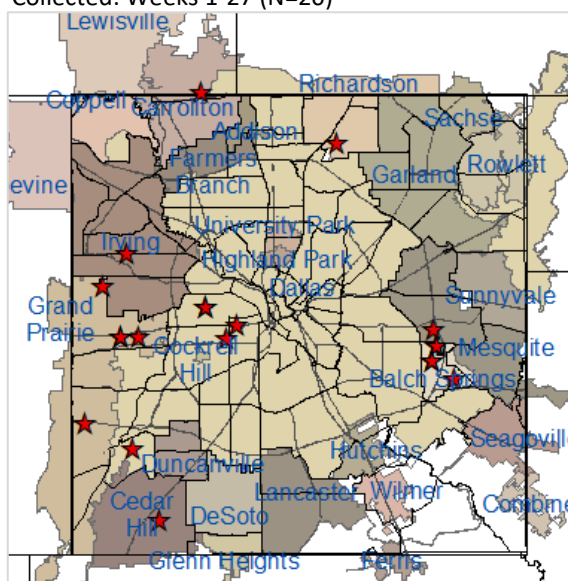 Collected: Weeks 1-27 (N=20)
Lewisville
Coppell
Carrollton
Richardson
Addison
Sachse
Farmers
Branch
Garland
Rowlett
evine
University Park
Irving
Highland Park
Dallas
Sunnyvale
Grand
Prairie
Cockrell
Hill
Mesquite
Balch Springs
Seagoville
Duncanville
Hutchins
Cedar
Hill
DeSoto
Lancaster
Wilmer
Combine
Glenn Heights
Ferris